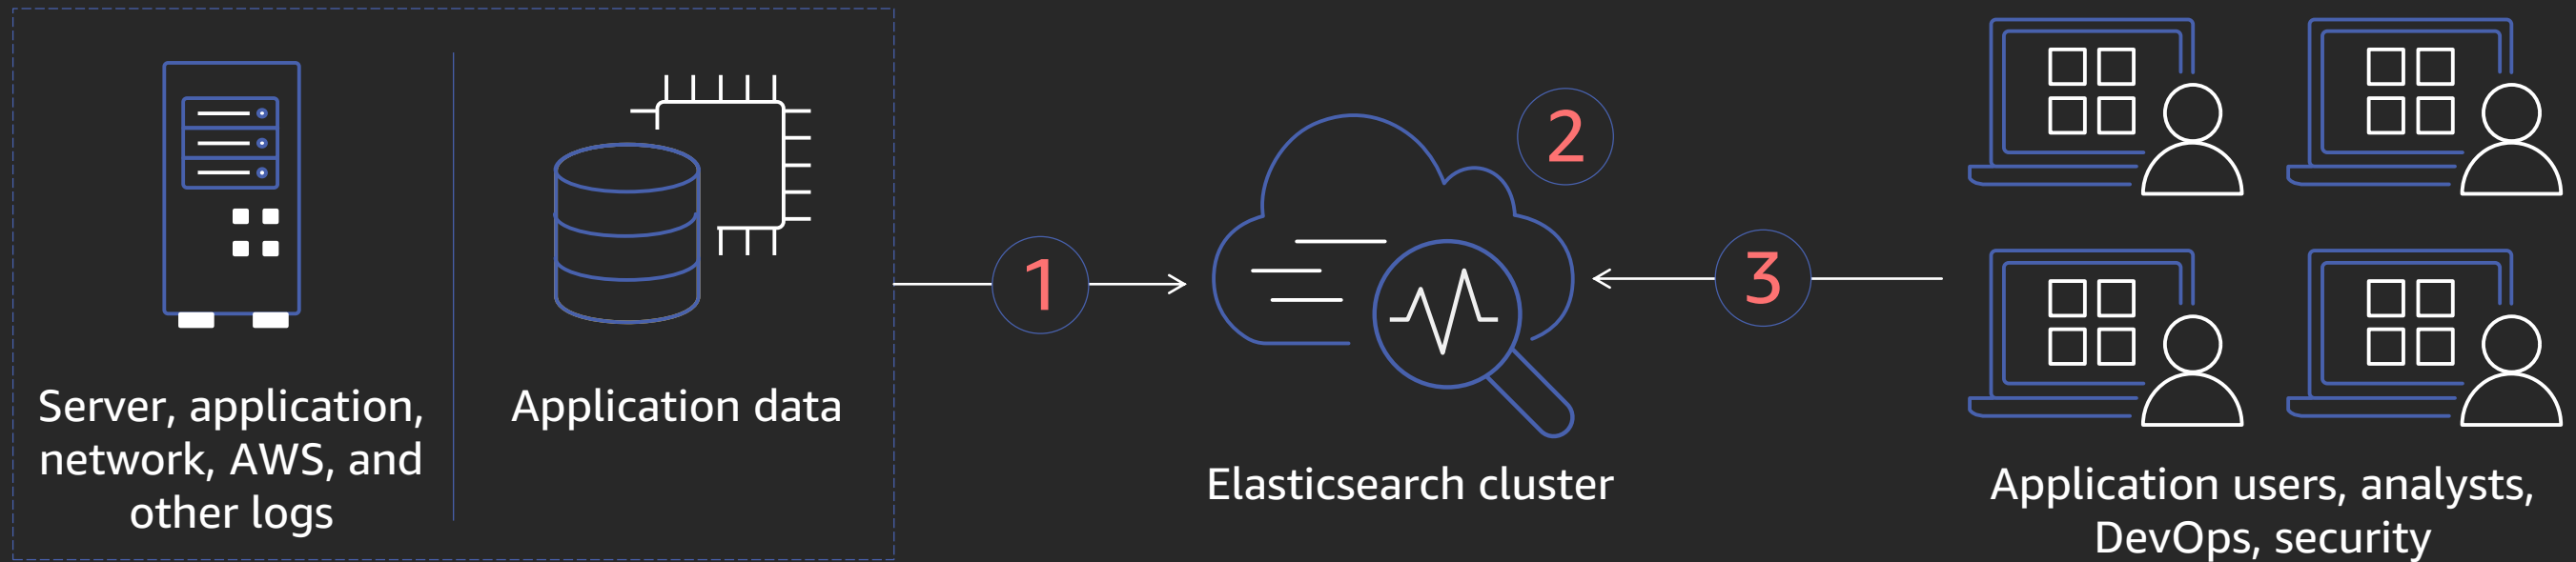 Server, application,
network, AWS, and
other logs
Application data
1
Elasticsearch cluster
2
3
Application users, analysts,
DevOps, security